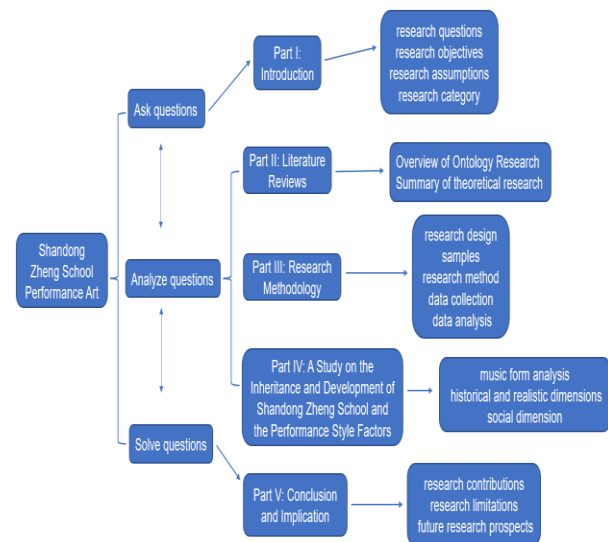 Shandong
Zheng School
Performance Art
Ask questions
Part I:
Introduction
research questions
research objectives
research assumptions
research category
Analyze questions
Part II: Literature
Reviews
Overview of Ontology Research
Summary of theoretical research
Part III: Research
Methodology
research design
samples
research method
data collection
data analysis
Part IV: A Study on the
Inheritance and Development of
Shandong Zheng School and
the Performance Style Factors
music form analysis
historical and realistic dimensions
social dimension
Solve questions
Part V: Conclusion
and Implication
research contributions
research limitations
future research prospects